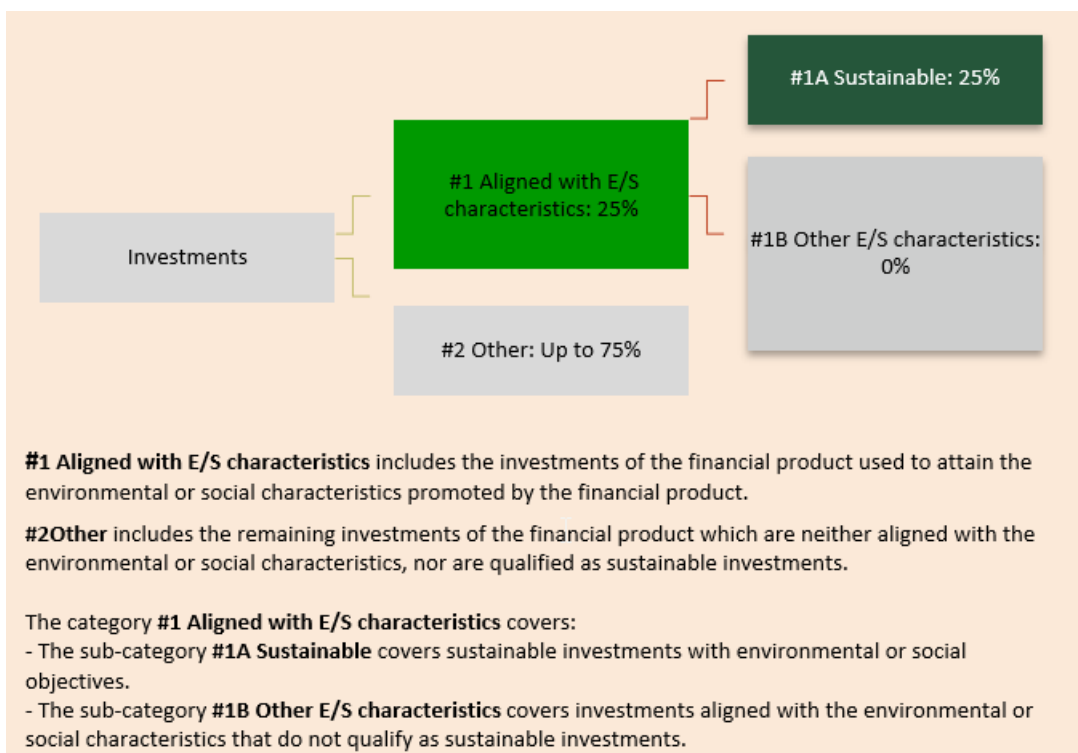 #1A Sustainable: 25%
#1 Aligned with E/S
characteristics: 25%
#1B Other E/S characteristics:
0%
Investments
#2 Other: Up to 75%
#1 Aligned with E/S characteristics includes the investments of the financial product used to attain the
environmental or social characteristics promoted by the financial product.
#2Other includes the remaining investments of the financial product which are neither aligned with the
environmental or social characteristics, nor are qualified as sustainable investments.
The category #1 Aligned with E/S characteristics covers:
- The sub-category #1A Sustainable covers sustainable investments with environmental or social
objectives.
- The sub-category #1B Other E/S characteristics covers investments aligned with the environmental or
social characteristics that do not qualify as sustainable investments.